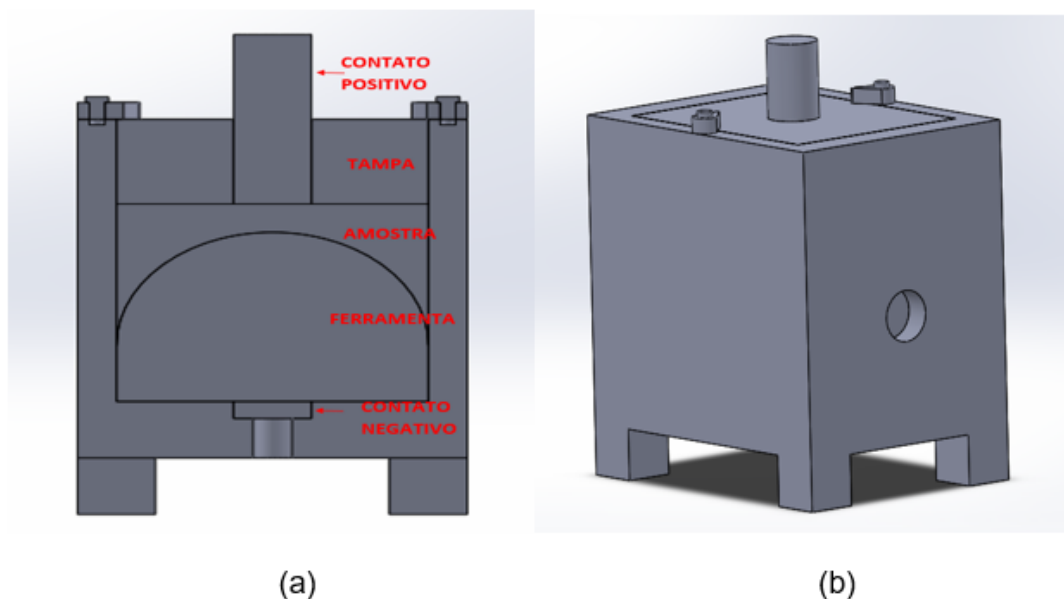 CONTATO
POSITIVO
TAMPA
AMOSTRA
FERRAMENTA
CONTATO
NEGATIVO
(a)
(b)